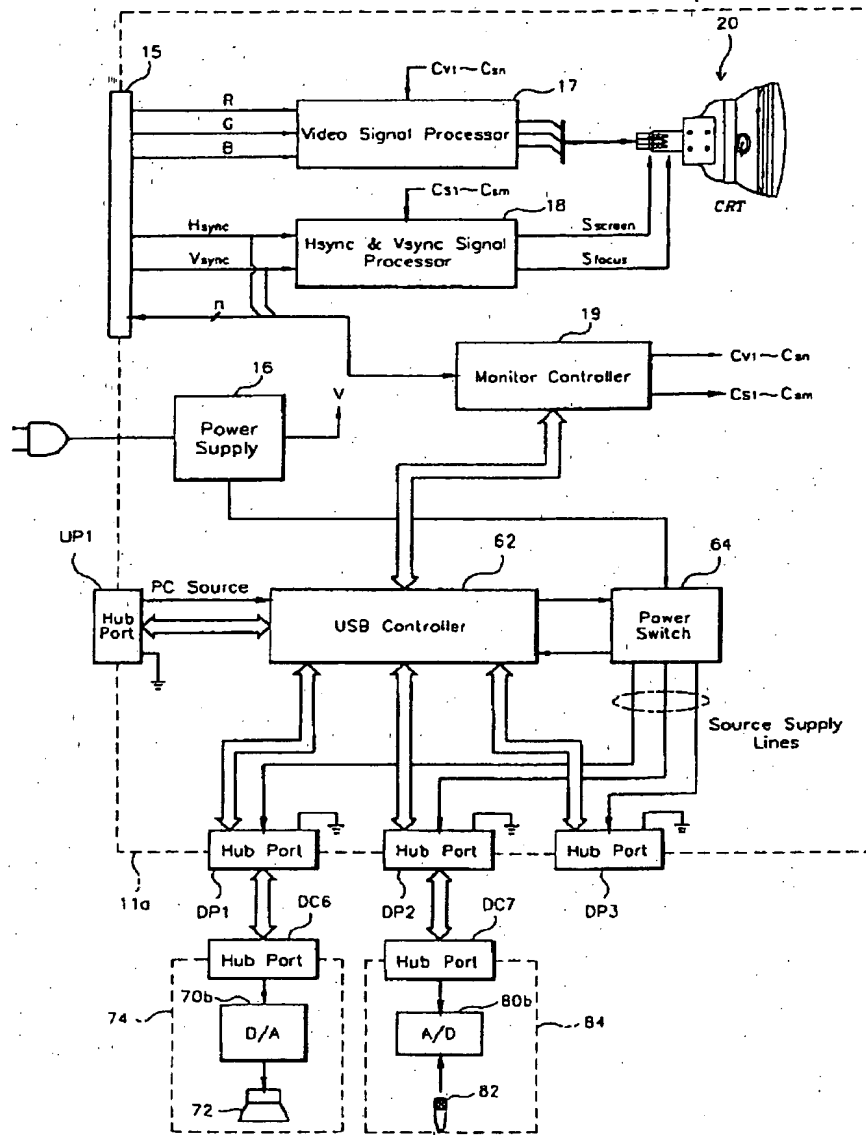 20
15
Cv1~Csn
17
R
G
B
Video Signal Processor
Cs1~Csm
18
CRT
Hsync
Vsync
Hsync & Vsync Signal
Processor
Sscreen
Sfocus
n
19
Monitor Controller
Cv1~Csn
Cs1~Csm
16
V
Power
Supply
UP1
62
64
PC Source
Hub
Port
USB Controller
Power
Switch
Source Supply
Lines
Hub Port
Hub Port
Hub Port
11a
DP1
DP2
DP3
DC6
DC7
Hub Port
Hub Port
74
70b
80b
84
D/A
A/D
72
82